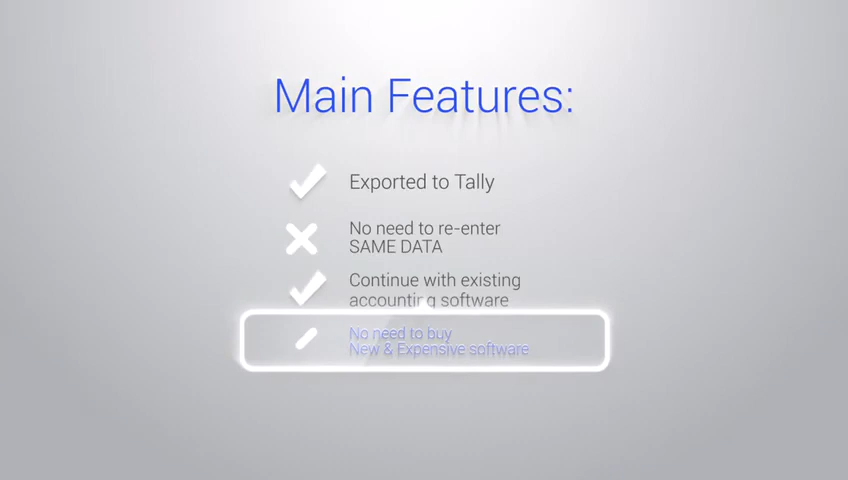 Main Features:
Exported to Tally
No need to re-enter
SAME DATA
Continue with existing
accounting software
No need to buy
New & Expensive software